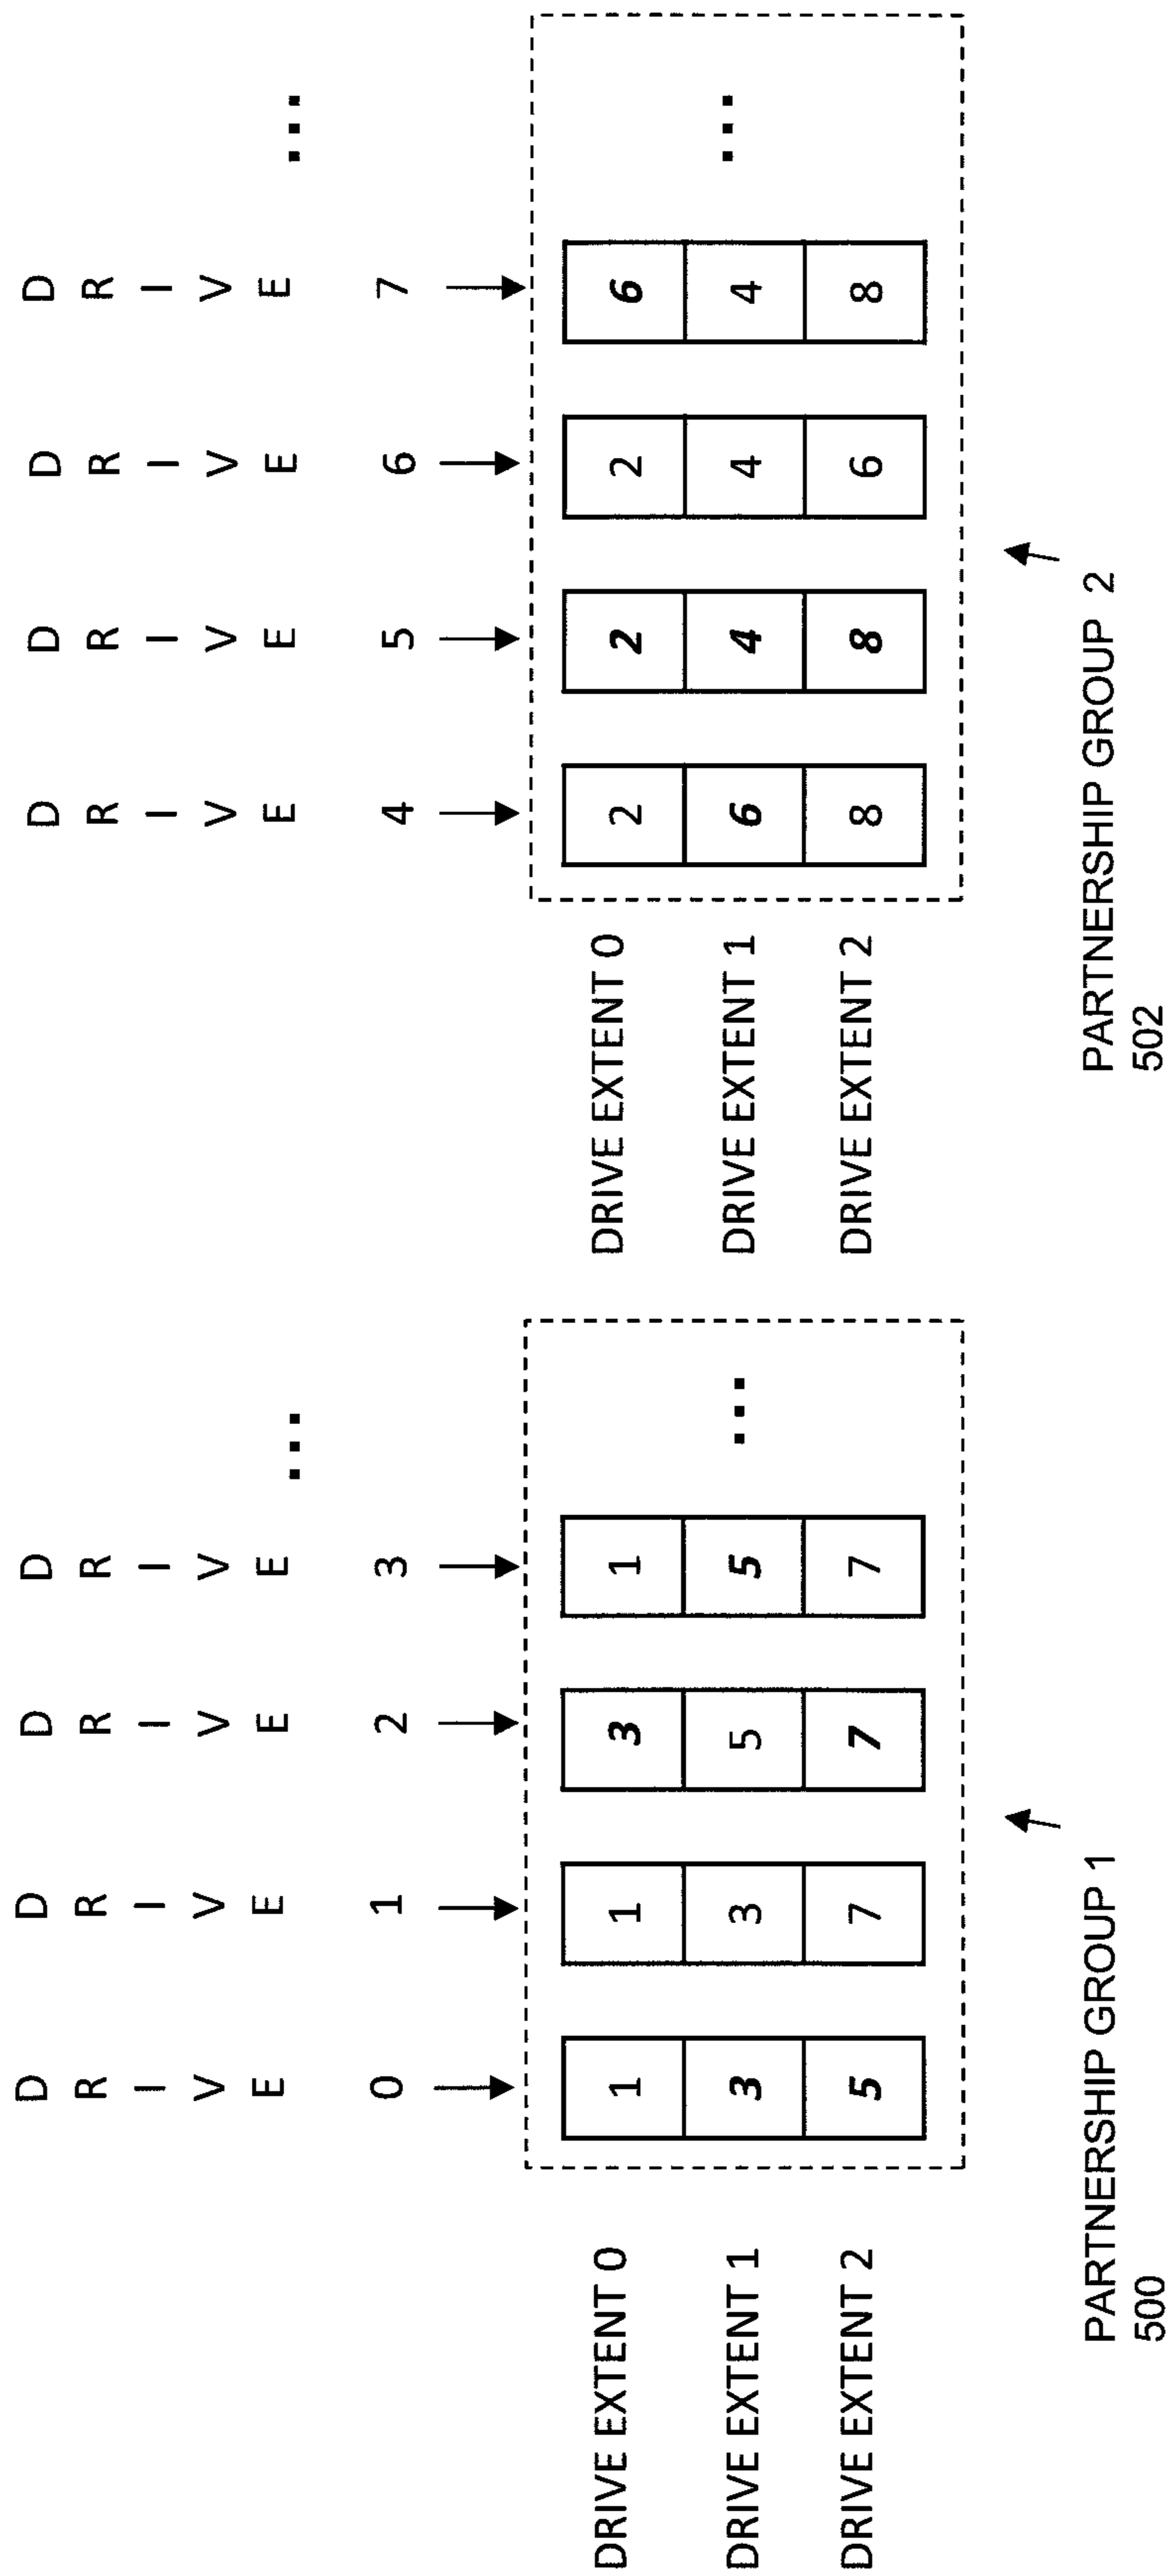 DRIVE 0
DRIVE 1
DRIVE 2
DRIVE 3
...
DRIVE EXTENT 0
1
1
3
1
DRIVE EXTENT 1
3
3
5
5
...
DRIVE EXTENT 2
5
7
7
7
PARTNERSHIP GROUP 1
500
DRIVE 4
DRIVE 5
DRIVE 6
DRIVE 7
...
DRIVE EXTENT 0
2
2
2
6
DRIVE EXTENT 1
6
4
4
4
...
DRIVE EXTENT 2
8
8
6
8
PARTNERSHIP GROUP 2
502